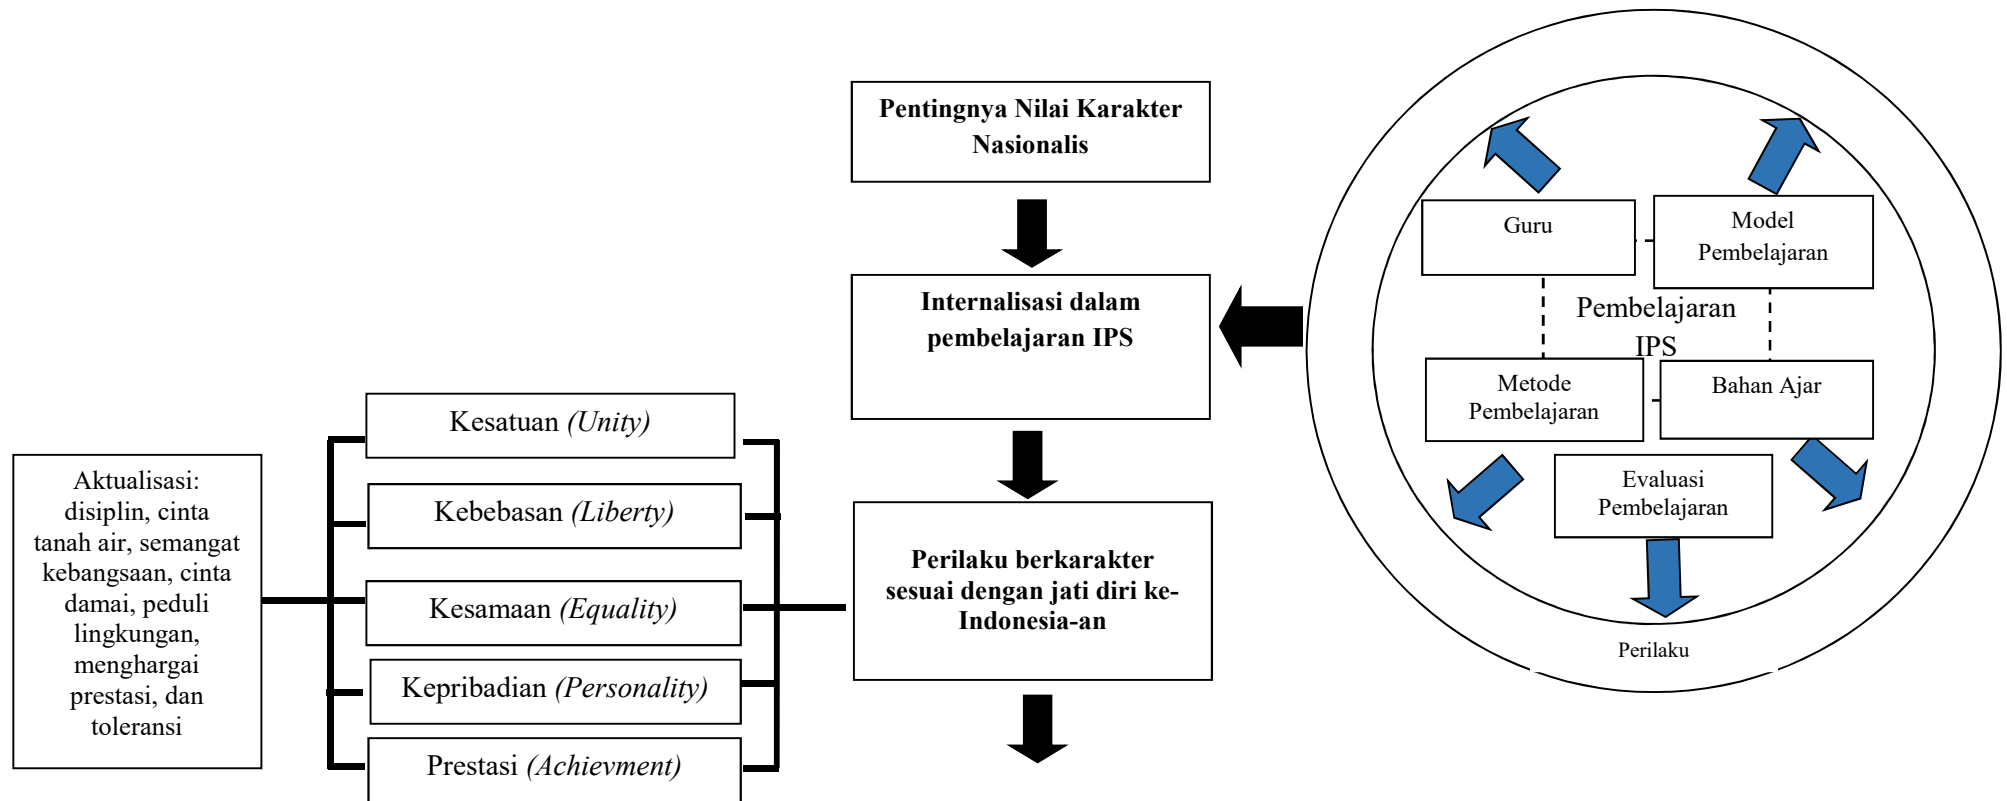 Pentingnya Nilai Karakter
Nasionalis
Internalisasi dalam
pembelajaran IPS
Perilaku berkarakter
sesuai dengan jati diri ke-
Indonesia-an
Kesatuan (Unity)
Kebebasan (Liberty)
Kesamaan (Equality)
Kepribadian (Personality)
Prestasi (Achievment)
Aktualisasi:
disiplin, cinta
tanah air, semangat
kebangsaan, cinta
damai, peduli
lingkungan,
menghargai
prestasi, dan
toleransi
Guru
Model
Pembelajaran
Pembelajaran
IPS
Metode
Pembelajaran
Bahan Ajar
Evaluasi
Pembelajaran
Perilaku